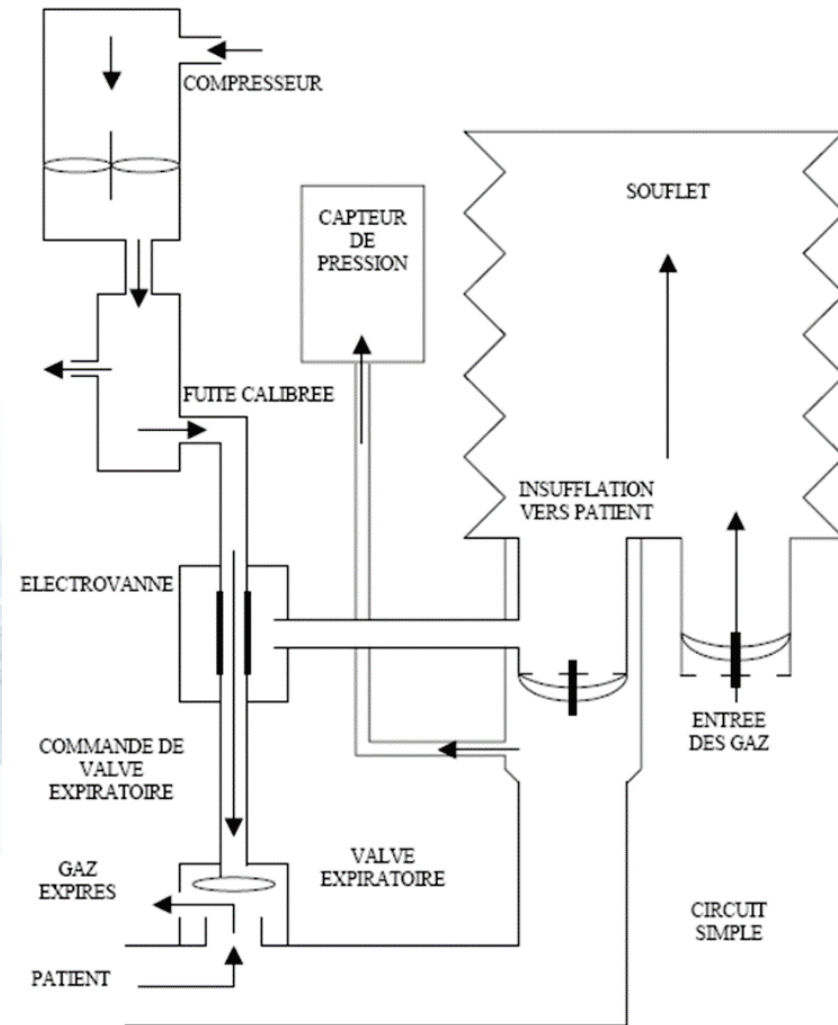 COMPRESSEUR
SOUFLET
CAPTEUR
DE
PRESSION
FUITE CALIBREE
INSUFFLATION
VERS PATIENT
ELECTROVANNE
ENTREE
DES GAZ
COMMANDE DE
VALVE
EXPIRATOIRE
GAZ
EXPIRES
VALVE
EXPIRATOIRE
CIRCUIT
SIMPLE
PATIENT